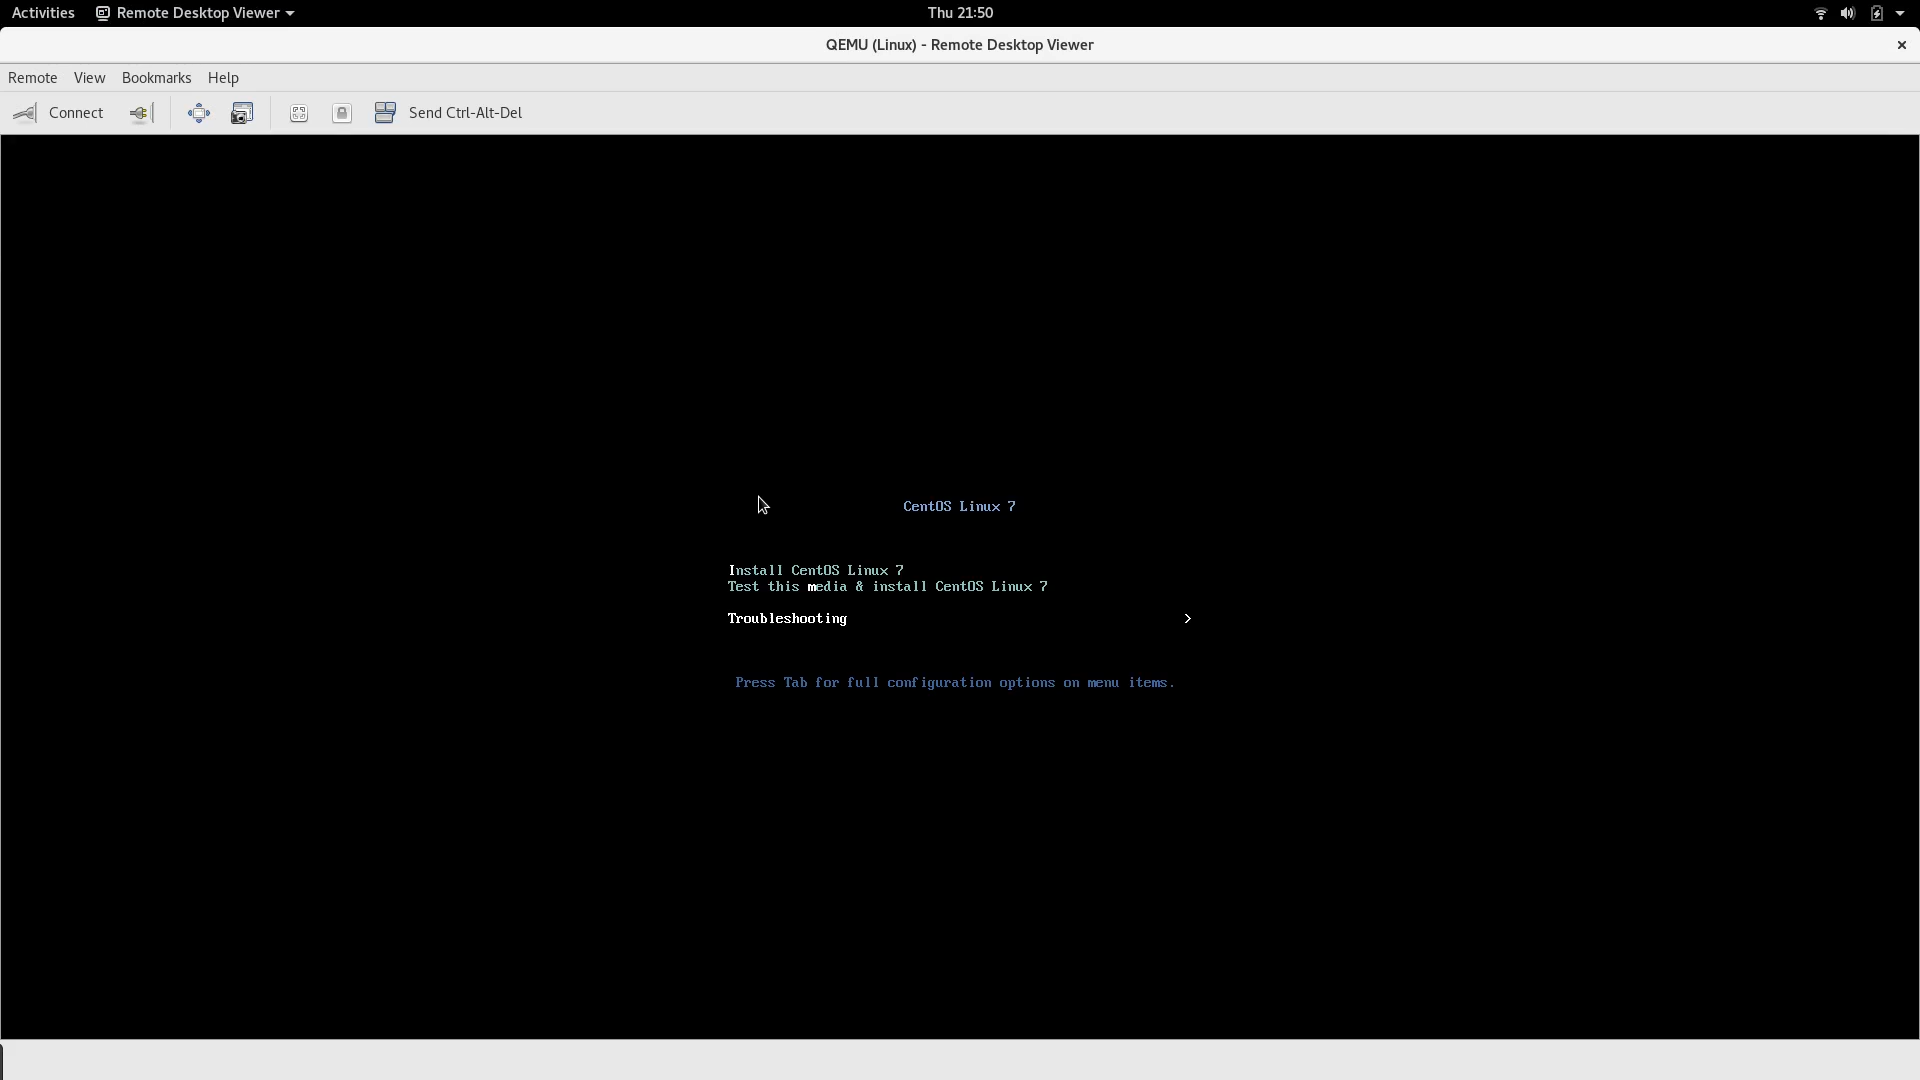 Activities Remote Desktop Viewer Thu 21:50
QEMU (Linux) - Remote Desktop Viewer
Remote View Bookmarks Help
Connect Send Ctrl-Alt-Del
CentOS Linux 7
Install CentOS Linux 7
Test this media & install CentOS Linux 7
Troubleshooting >
Press Tab for full configuration options on menu items.